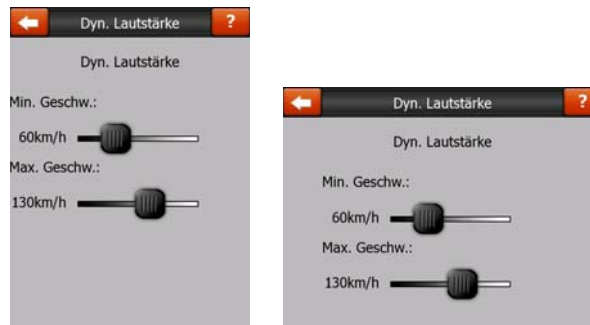 Dyn. Lautstärke ?
Dyn. Lautstärke
Min. Geschw.:
60km/h
Max. Geschw.:
130km/h
Dyn. Lautstärke ?
Dyn. Lautstärke
Min. Geschw.:
60km/h
Max. Geschw.:
130km/h